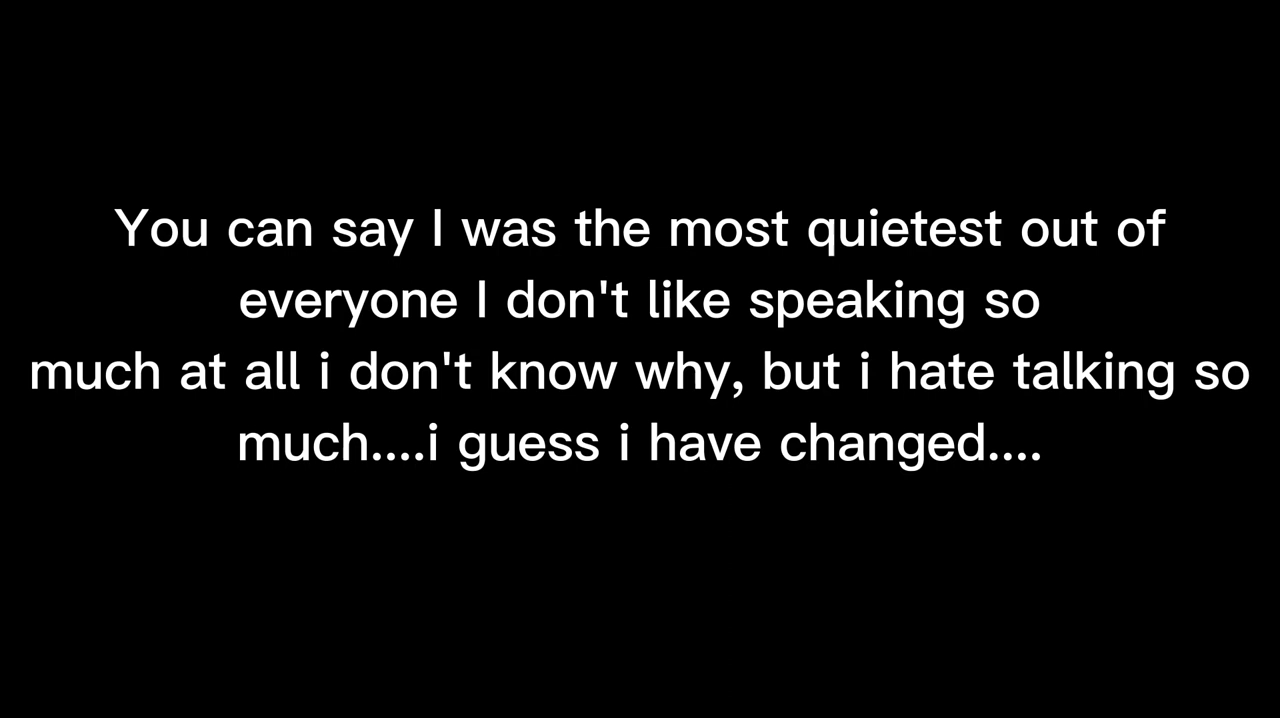 You can say I was the most quietest out of
everyone I don't like speaking so
much at all i don't know why, but i hate talking so
much....i guess i have changed....